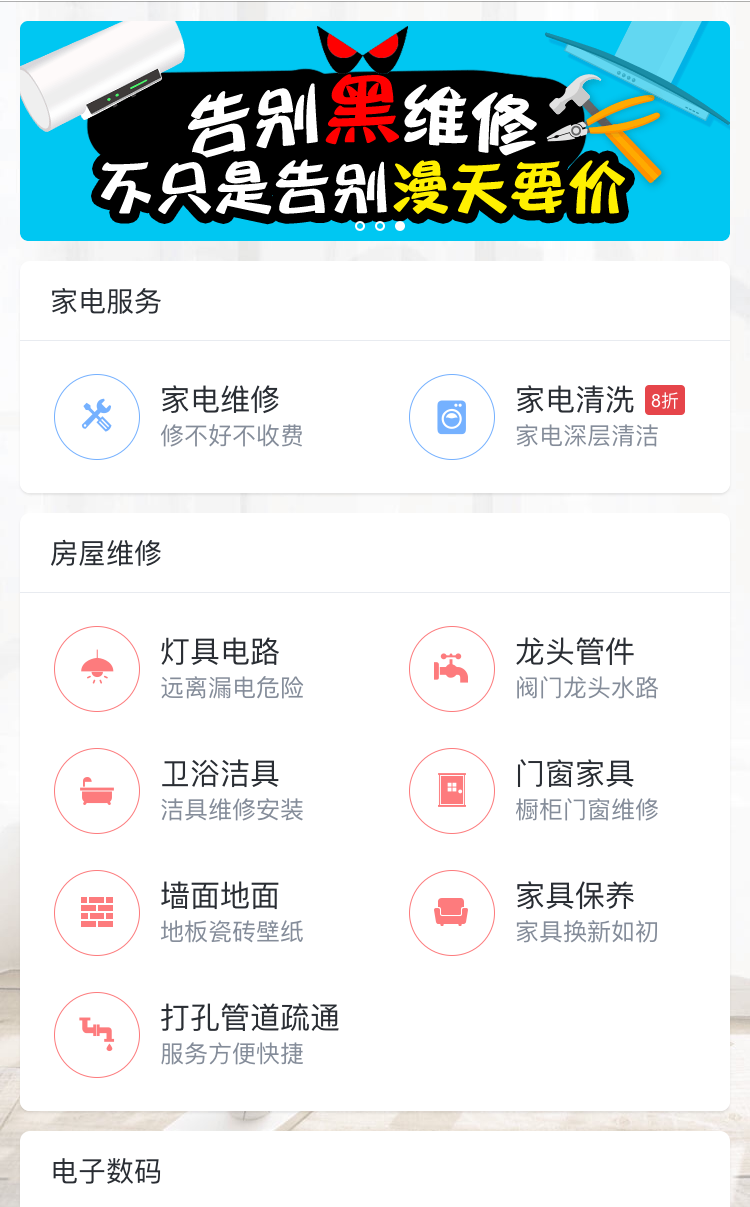 告别黑维修
不只是告别漫天要价
家电服务
家电维修
修不好不收费
家电清洗 8折
家电深层清洁
房屋维修
灯具电路
远离漏电危险
龙头管件
阀门龙头水路
卫浴洁具
洁具维修安装
门窗家具
橱柜门窗维修
墙面地面
地板瓷砖壁纸
家具保养
家具换新如初
打孔管道疏通
服务方便快捷
电子数码